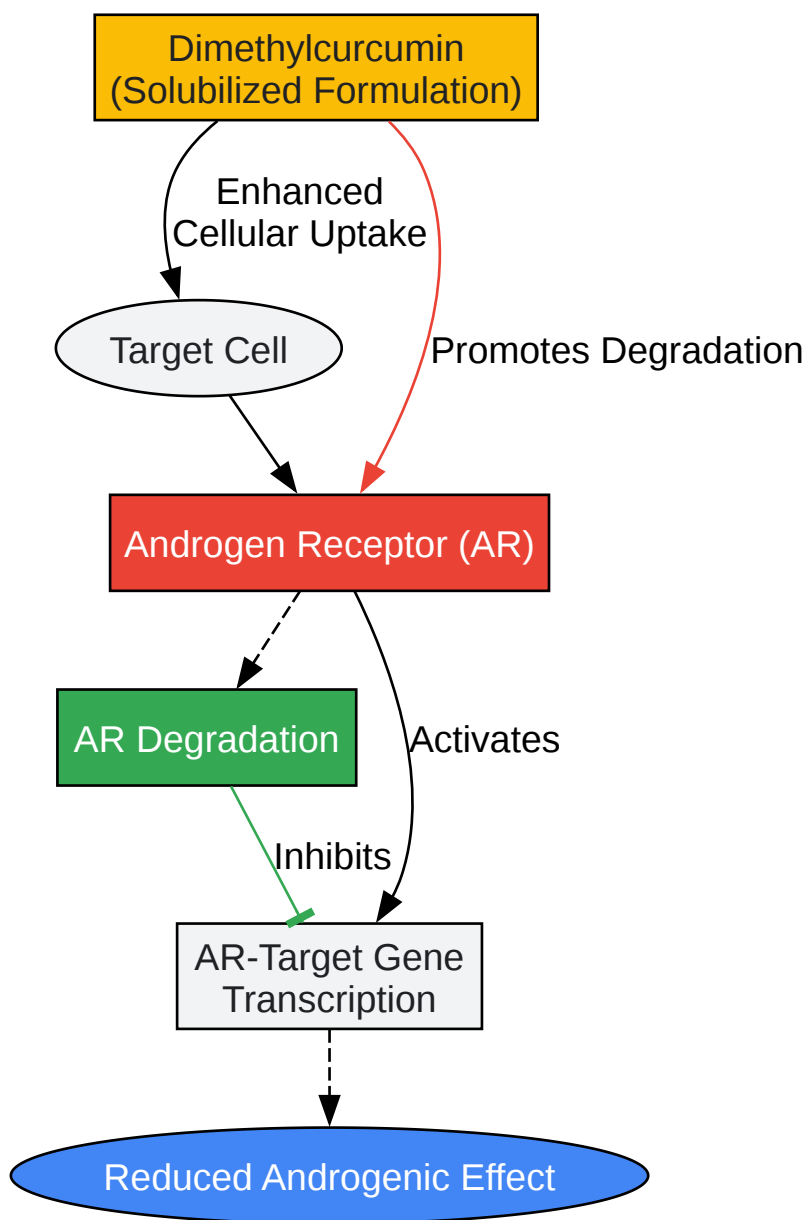 Dimethylcurcumin
(Solubilized Formulation)
Enhanced
Cellular Uptake
Target Cell
Promotes Degradation
Androgen Receptor (AR)
AR Degradation
Activates
Inhibits
AR-Target Gene
Transcription
Reduced Androgenic Effect